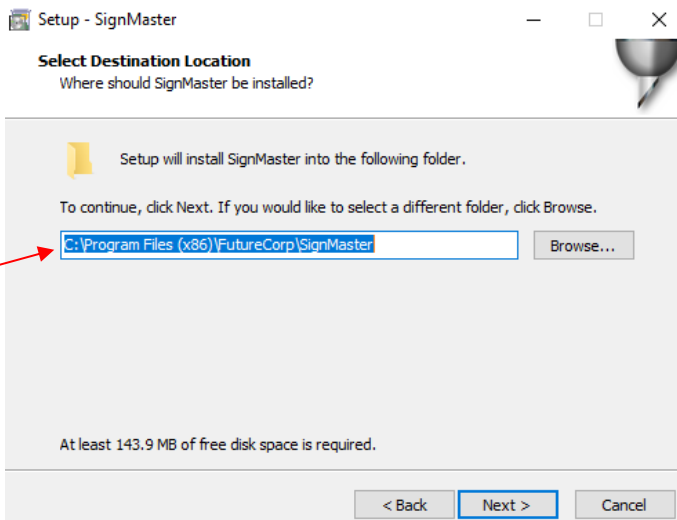 Setup - SignMaster
Select Destination Location
Where should SignMaster be installed?
Setup will install SignMaster into the following folder.
To continue, click Next. If you would like to select a different folder, click Browse.
C:\Program Files (x86)\FutureCorp\SignMaster
Browse...
At least 143.9 MB of free disk space is required.
< Back
Next >
Cancel